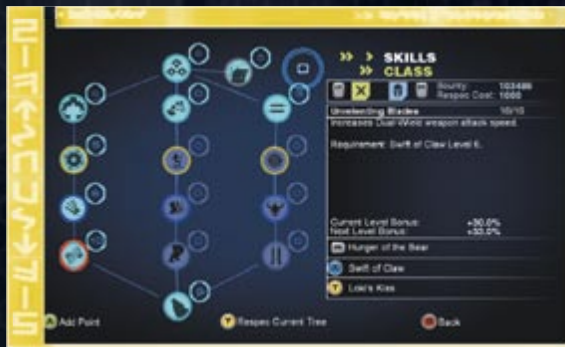 SKILLS
CLASS
Bounty: 103486
Respec Cost: 1000
Unrelenting Blades 10/10
Increases Dual-Wield weapon attack speed.
Requirement: Swift of Claw Level 6.
Current Level Bonus: +30.0%
Next Level Bonus: +33.0%
Hunger of the Bear
Swift of Claw
Loki's Kiss
A Add Point Y Respec Current Tree B Back